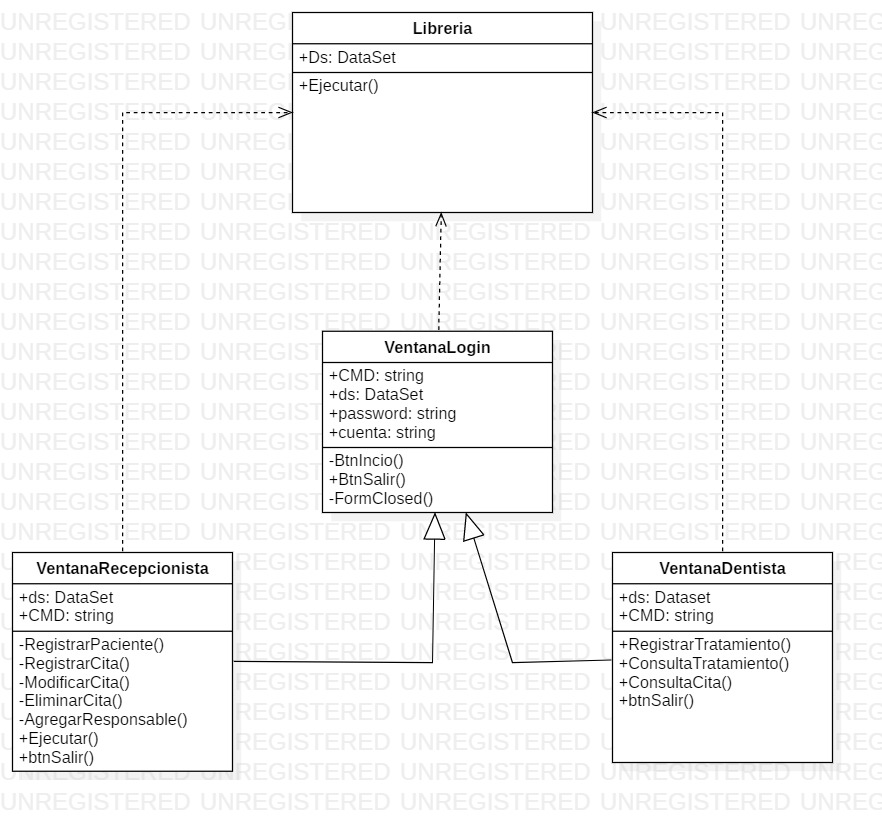 Libreria
+Ds: DataSet
+Ejecutar()
VentanaLogin
+CMD: string
+ds: DataSet
+password: string
+cuenta: string
-BtnIncio()
+BtnSalir()
-FormClosed()
VentanaRecepcionista
+ds: DataSet
+CMD: string
-RegistrarPaciente()
-RegistrarCita()
-ModificarCita()
-EliminarCita()
-AgregarResponsable()
+Ejecutar()
+btnSalir()
VentanaDentista
+ds: Dataset
+CMD: string
+RegistrarTratamiento()
+ConsultaTratamiento()
+ConsultaCita()
+btnSalir()
UNREGISTERED